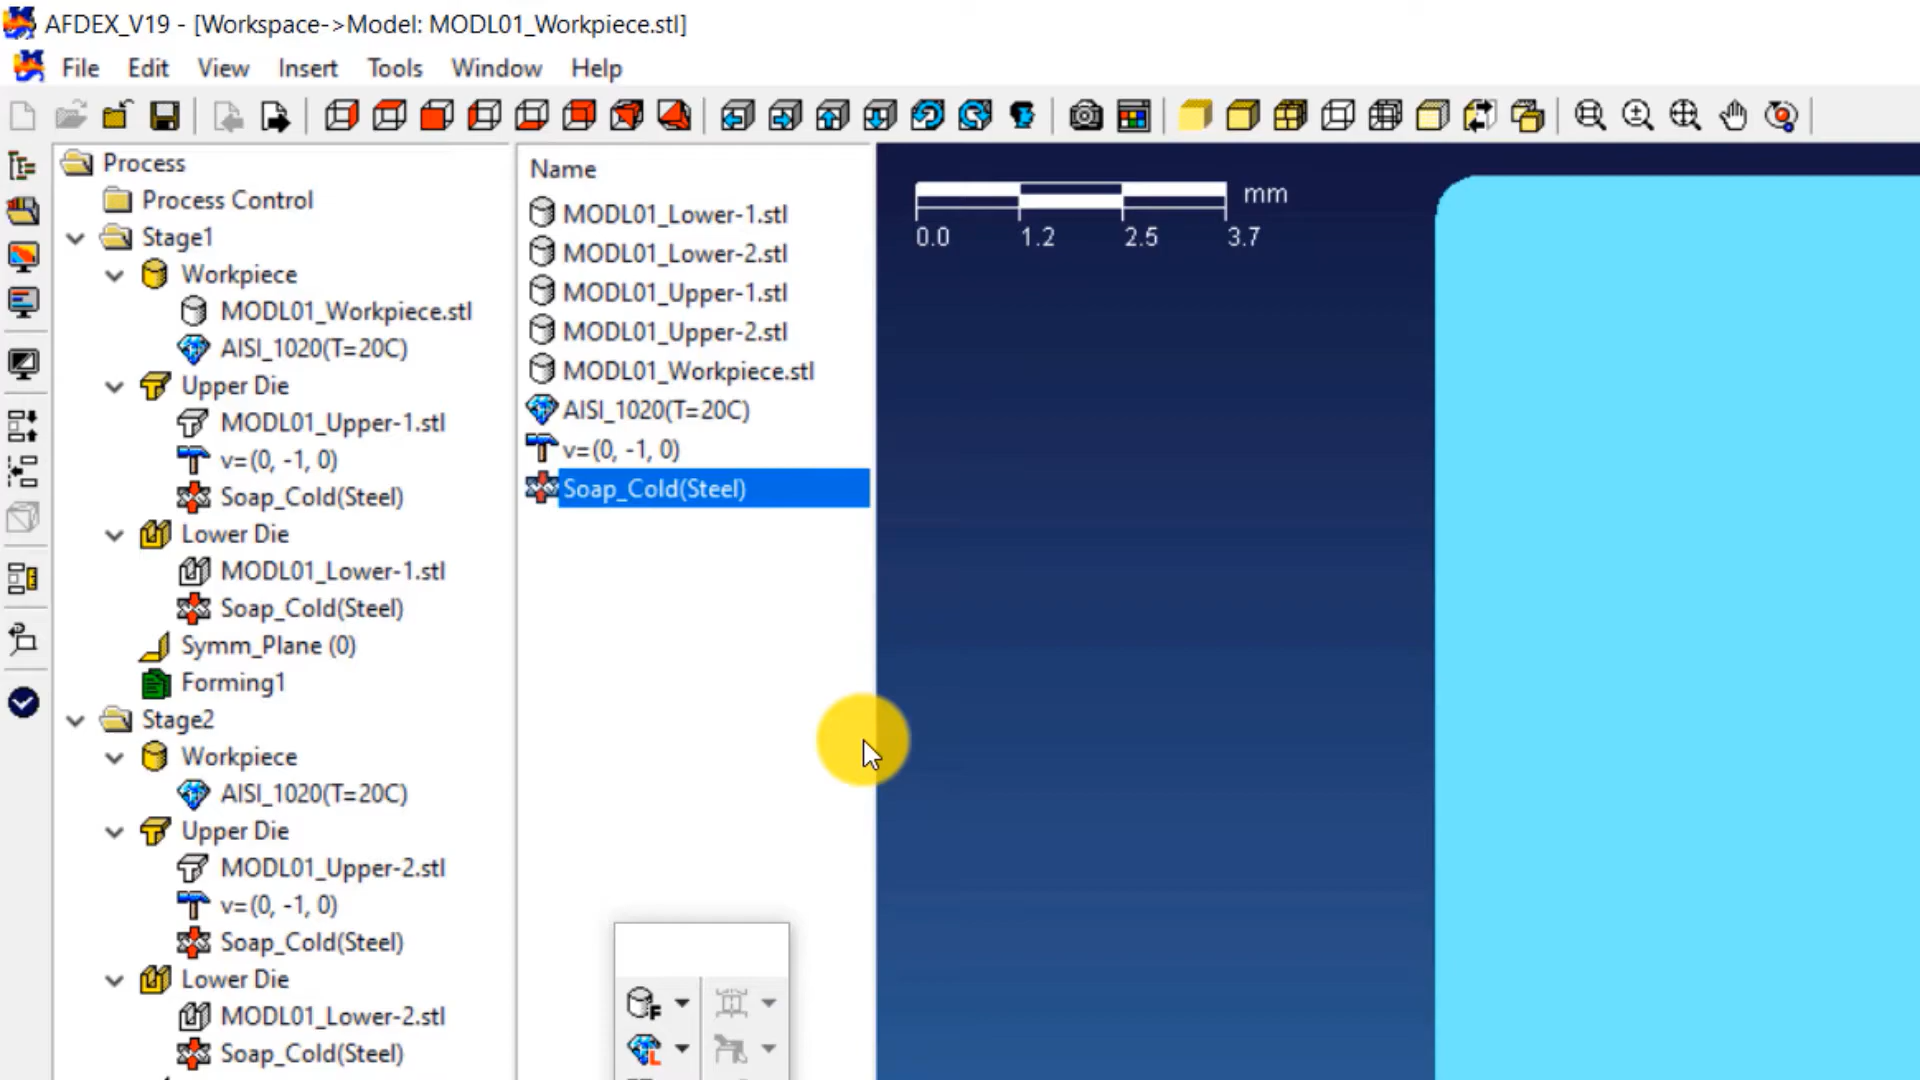 AFDEX_V19 - [Workspace->Model: MODL01_Workpiece.stl]
File Edit View Insert Tools Window Help
Process
Process Control
Stage1
Workpiece
MODL01_Workpiece.stl
AISI_1020(T=20C)
Upper Die
MODL01_Upper-1.stl
v=(0, -1, 0)
Soap_Cold(Steel)
Lower Die
MODL01_Lower-1.stl
Soap_Cold(Steel)
Symm_Plane (0)
Forming1
Stage2
Workpiece
AISI_1020(T=20C)
Upper Die
MODL01_Upper-2.stl
v=(0, -1, 0)
Soap_Cold(Steel)
Lower Die
MODL01_Lower-2.stl
Soap_Cold(Steel)
Name
MODL01_Lower-1.stl
MODL01_Lower-2.stl
MODL01_Upper-1.stl
MODL01_Upper-2.stl
MODL01_Workpiece.stl
AISI_1020(T=20C)
v=(0, -1, 0)
Soap_Cold(Steel)
F
L
mm
0.0 1.2 2.5 3.7